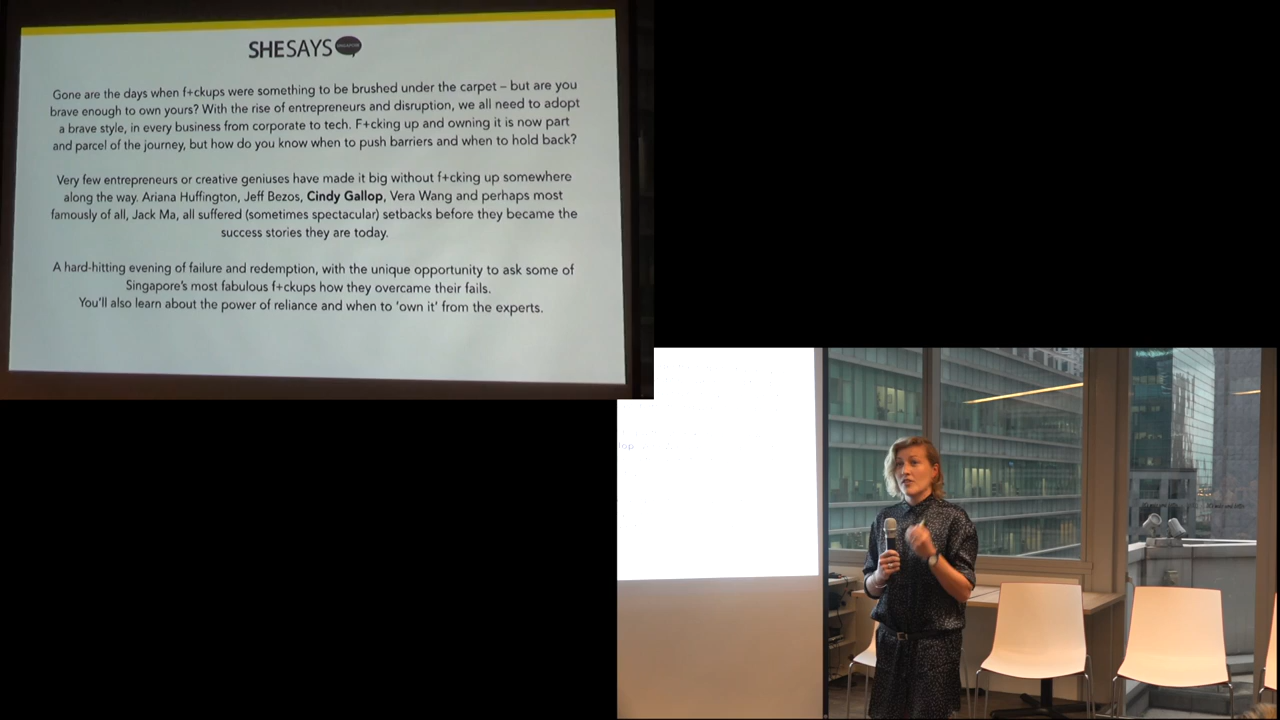 SHESAYS
Gone are the days when f+ckups were something to be brushed under the carpet – but are you
brave enough to own yours? With the rise of entrepreneurs and disruption, we all need to adopt
a brave style, in every business from corporate to tech. F+cking up and owning it is now part
and parcel of the journey, but how do you know when to push barriers and when to hold back?
Very few entrepreneurs or creative geniuses have made it big without f+cking up somewhere
along the way. Ariana Huffington, Jeff Bezos, Cindy Gallop, Vera Wang and perhaps most
famously of all, Jack Ma, all suffered (sometimes spectacular) setbacks before they became the
success stories they are today.
A hard-hitting evening of failure and redemption, with the unique opportunity to ask some of
Singapore's most fabulous f+ckups how they overcame their fails.
You'll also learn about the power of reliance and when to 'own it' from the experts.